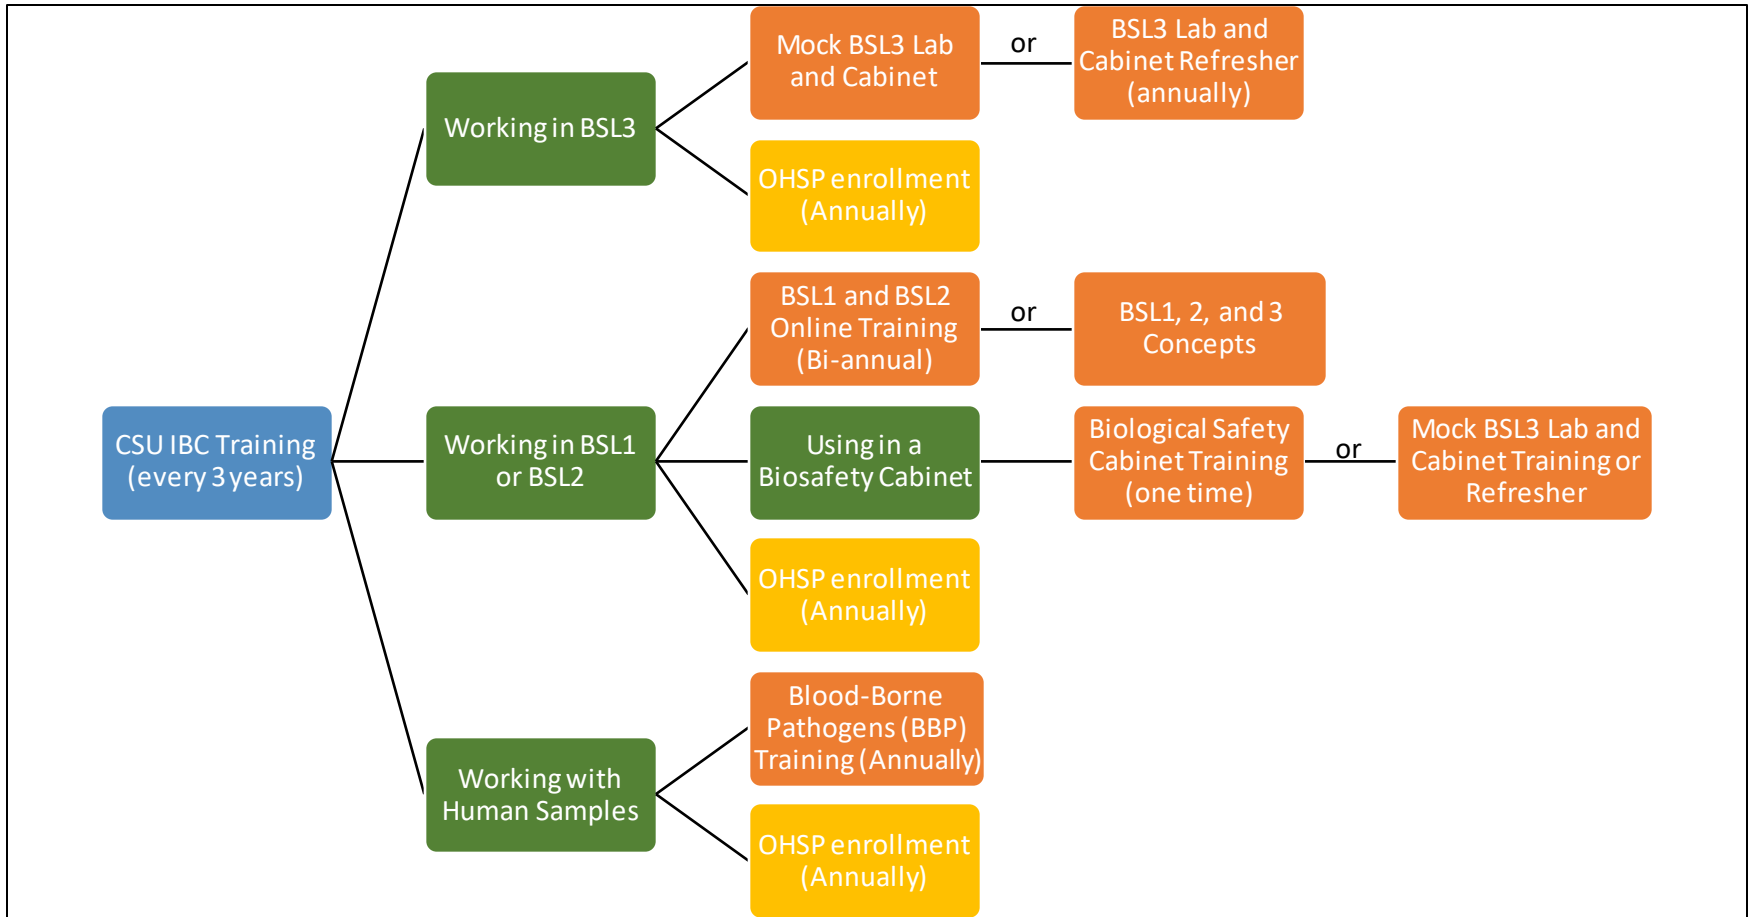 Mock BSL3 Lab
and Cabinet
or
BSL3 Lab and
Cabinet Refresher
(annually)
Working in BSL3
OHSP enrollment
(Annually)
BSL1 and BSL2
Online Training
(Bi-annual)
or
BSL1, 2, and 3
Concepts
CSU IBC Training
(every 3 years)
Working in BSL1
or BSL2
Using in a
Biosafety Cabinet
Biological Safety
Cabinet Training
(one time)
or
Mock BSL3 Lab and
Cabinet Training or
Refresher
OHSP enrollment
(Annually)
Blood-Borne
Pathogens (BBP)
Training (Annually)
Working with
Human Samples
OHSP enrollment
(Annually)